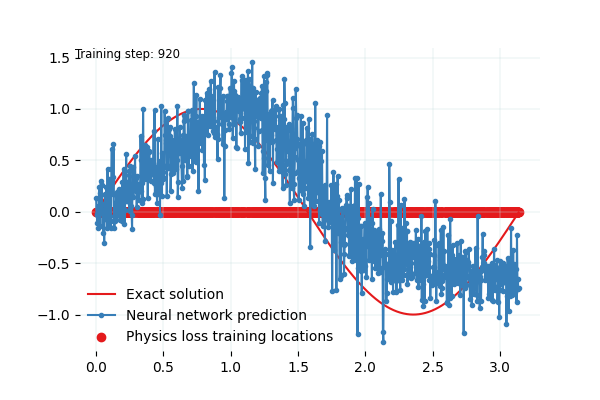 Training step: 920
1.5
1.0
0.5
0.0
−0.5
−1.0
Exact solution
Neural network prediction
Physics loss training locations
0.0 0.5 1.0 1.5 2.0 2.5 3.0